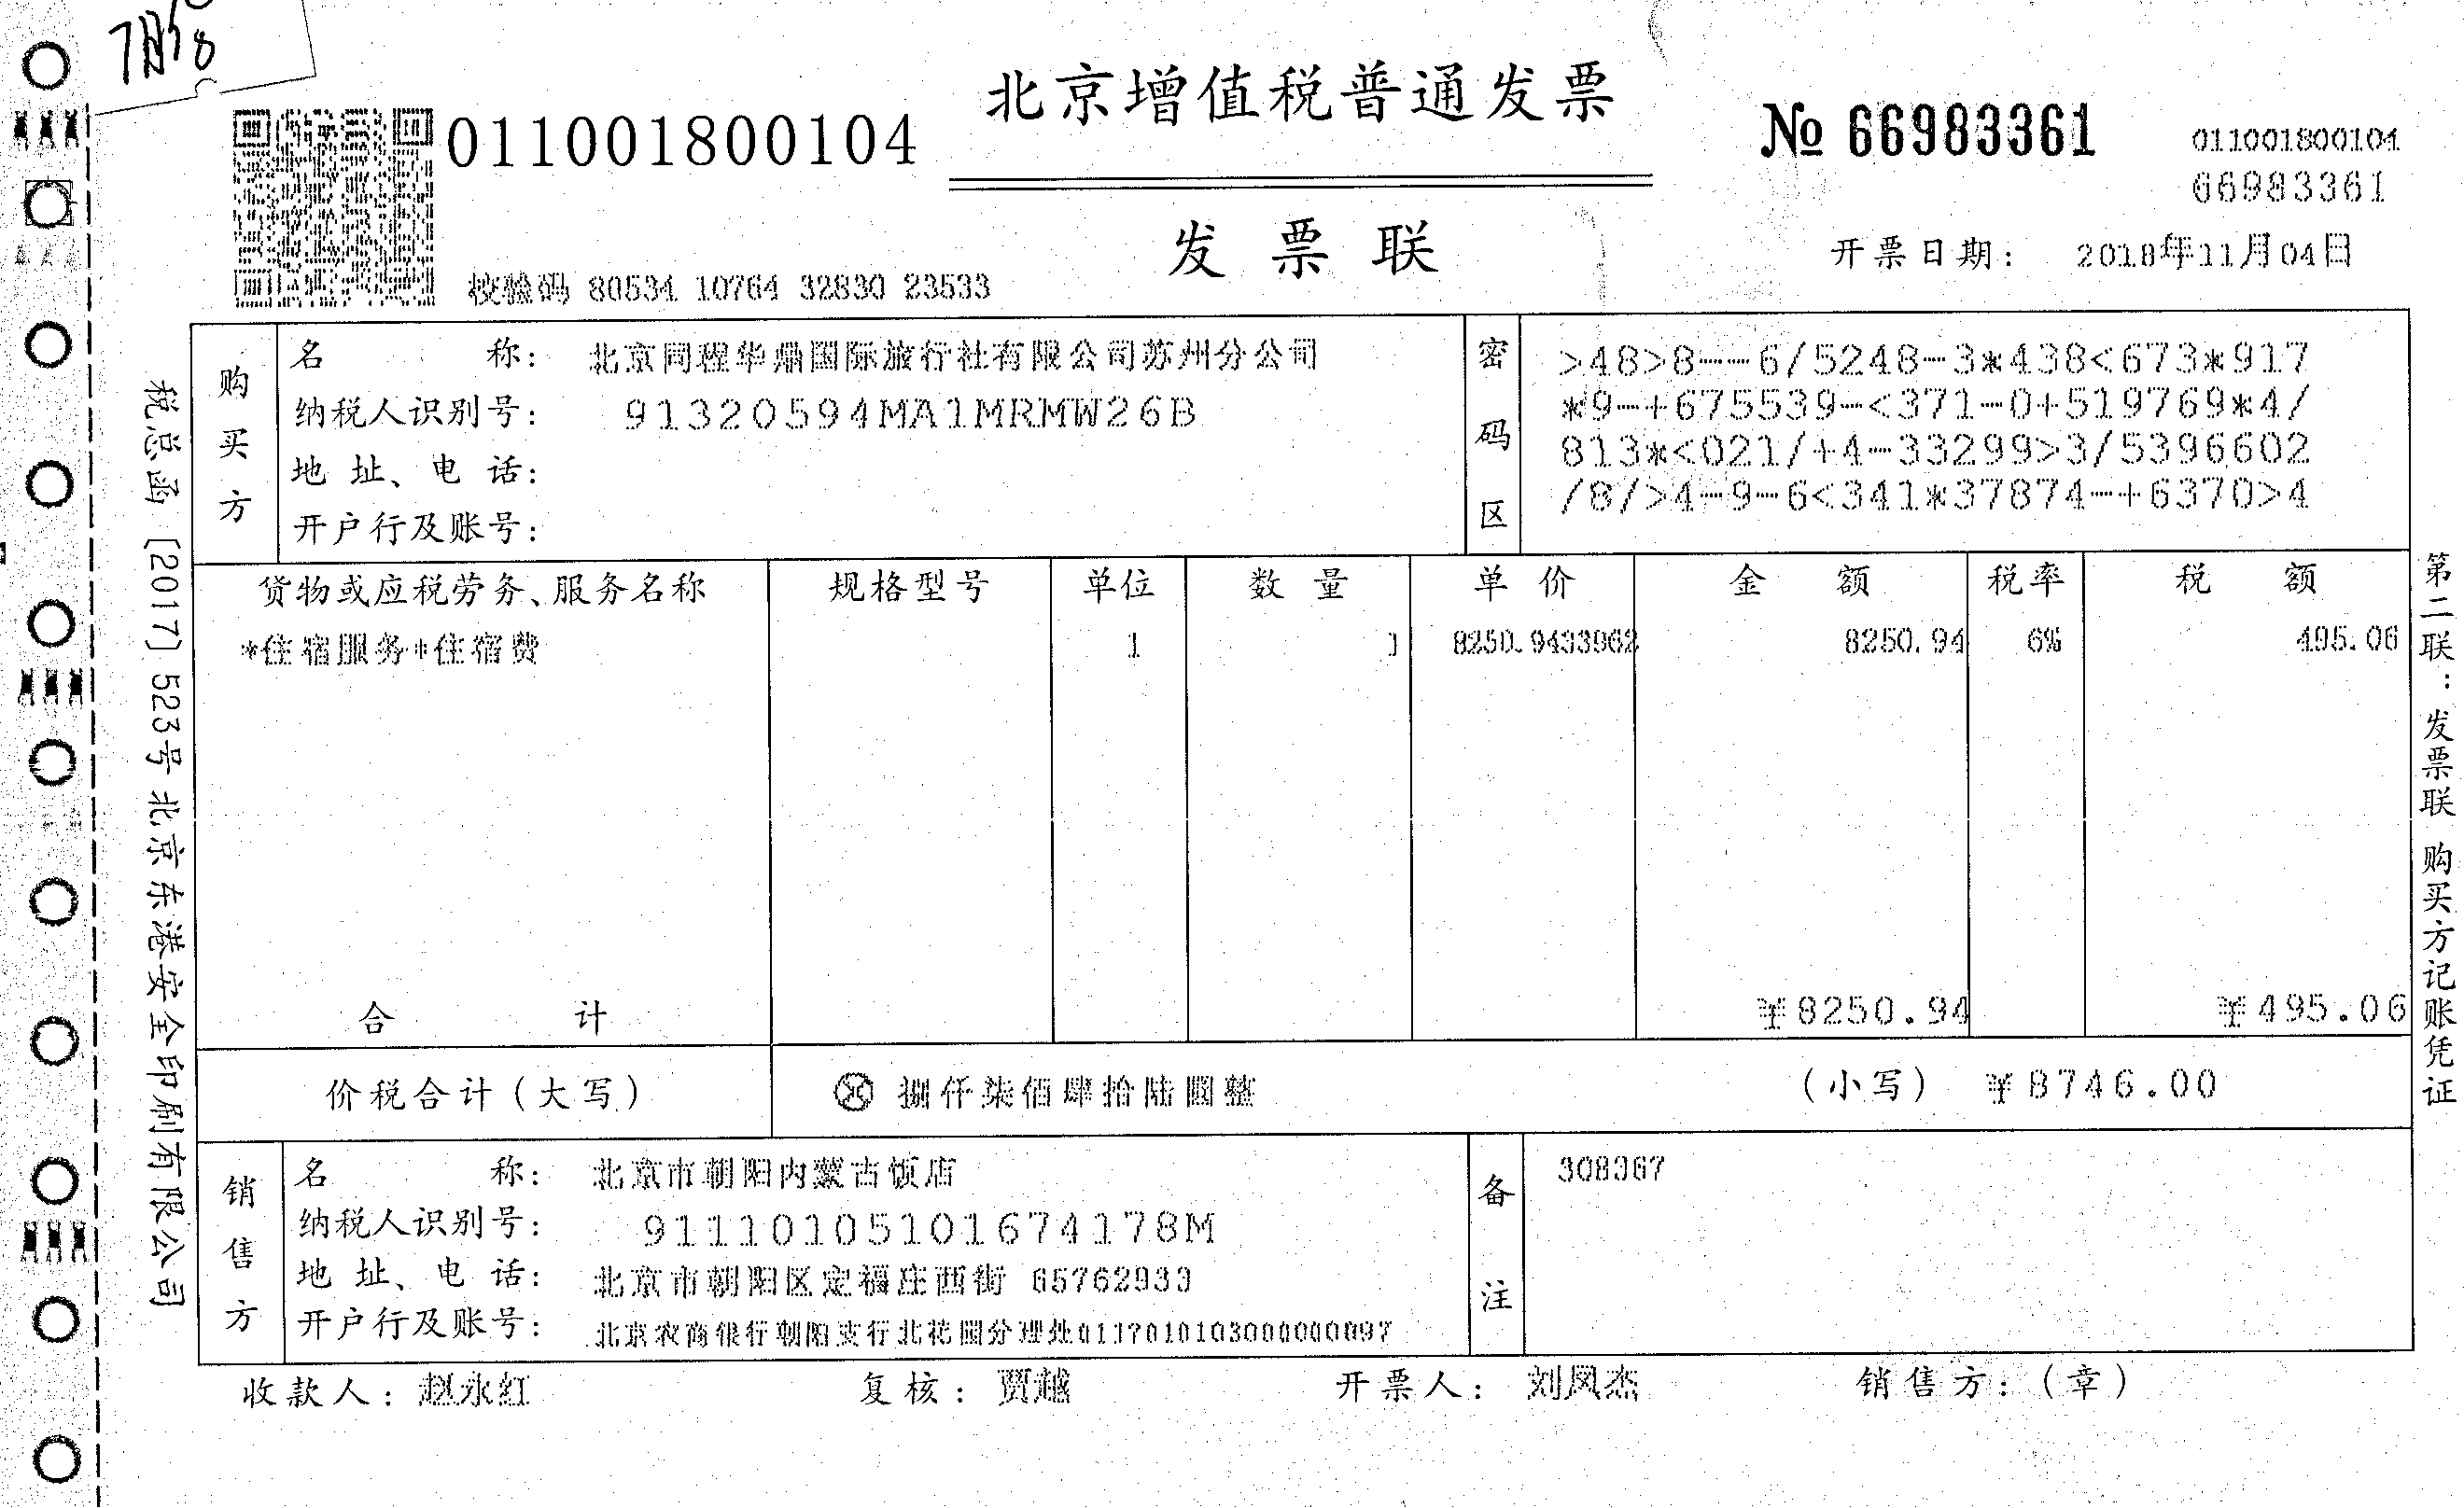 北京增值税普通发票
011001800104
№ 66983361
011001800104
66983361
发票联
开票日期: 2018年11月04日
校验码 80534 10764 32830 23533
购买方
名称: 北京同程华鼎国际旅行社有限公司苏州分公司
纳税人识别号: 91320594MA1MRMW26B
地址、电话:
开户行及账号:
密码区
>48>8--6/5248-3*438<673*917
*9-+675539-<371-0+519769*4/
813*<021/+4-33299>3/5396602
/8/>4-9-6<341*37874-+6370>4
货物或应税劳务、服务名称 规格型号 单位 数量 单价 金额 税率 税额
*住宿服务*住宿费 1 1 8250.9433962 8250.94 6% 495.06
合计 ¥8250.94 ¥495.06
价税合计(大写) ⊗ 捌仟柒佰肆拾陆圆整 (小写) ¥8746.00
销售方
名称: 北京市朝阳内蒙古饭店
纳税人识别号: 91110105101674178M
地址、电话: 北京市朝阳区定福庄西街 65762933
开户行及账号: 北京农商银行朝阳支行北花园分理处0117010103000000897
备注
308367
收款人: 赵永红 复核: 贾越 开票人: 刘凤杰 销售方: (章)
税总函〔2017〕523号北京东港安全印刷有限公司
第二联:发票联 购买方记账凭证